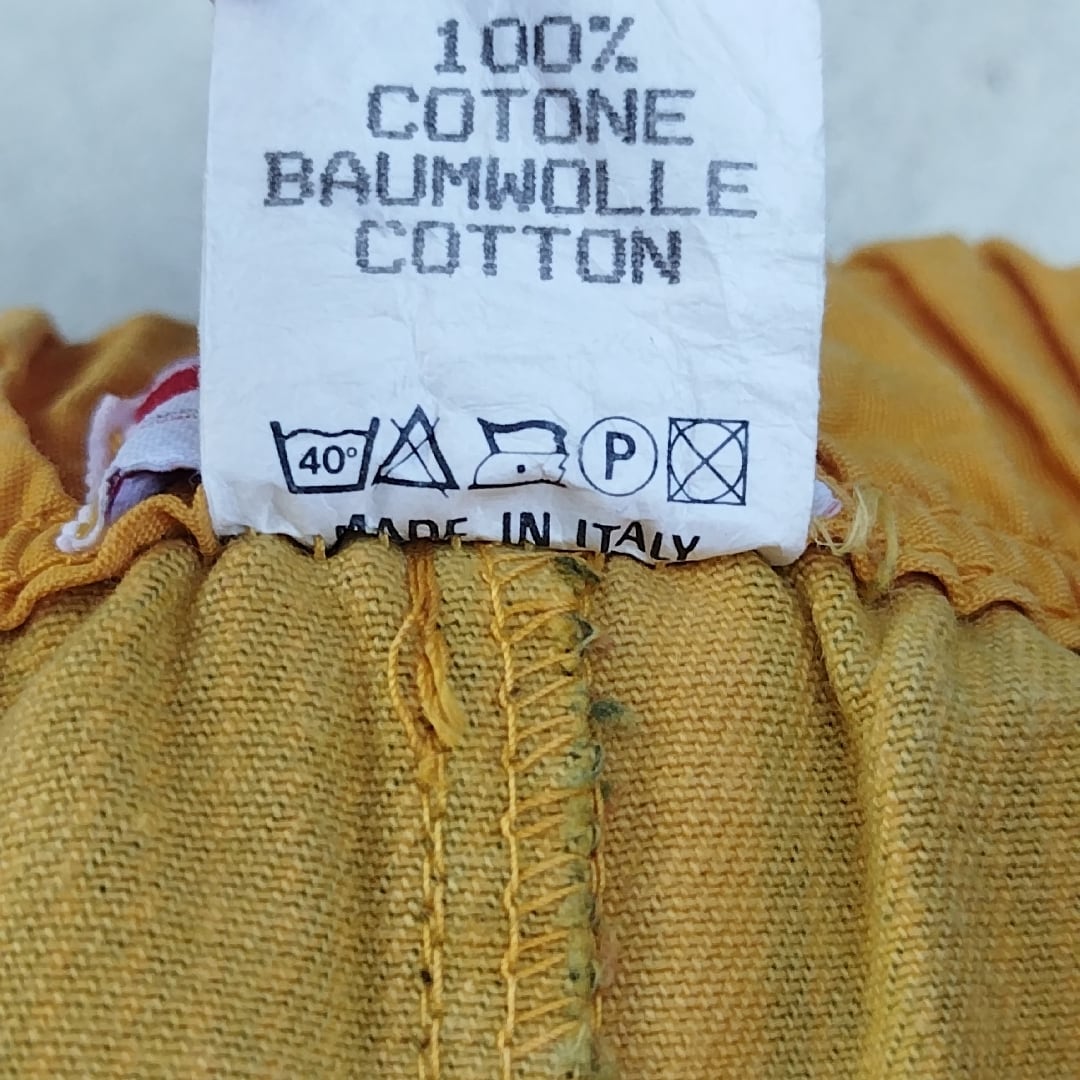 100%
COTONE
BAUMWOLLE
COTTON
40° P
MADE IN ITALY